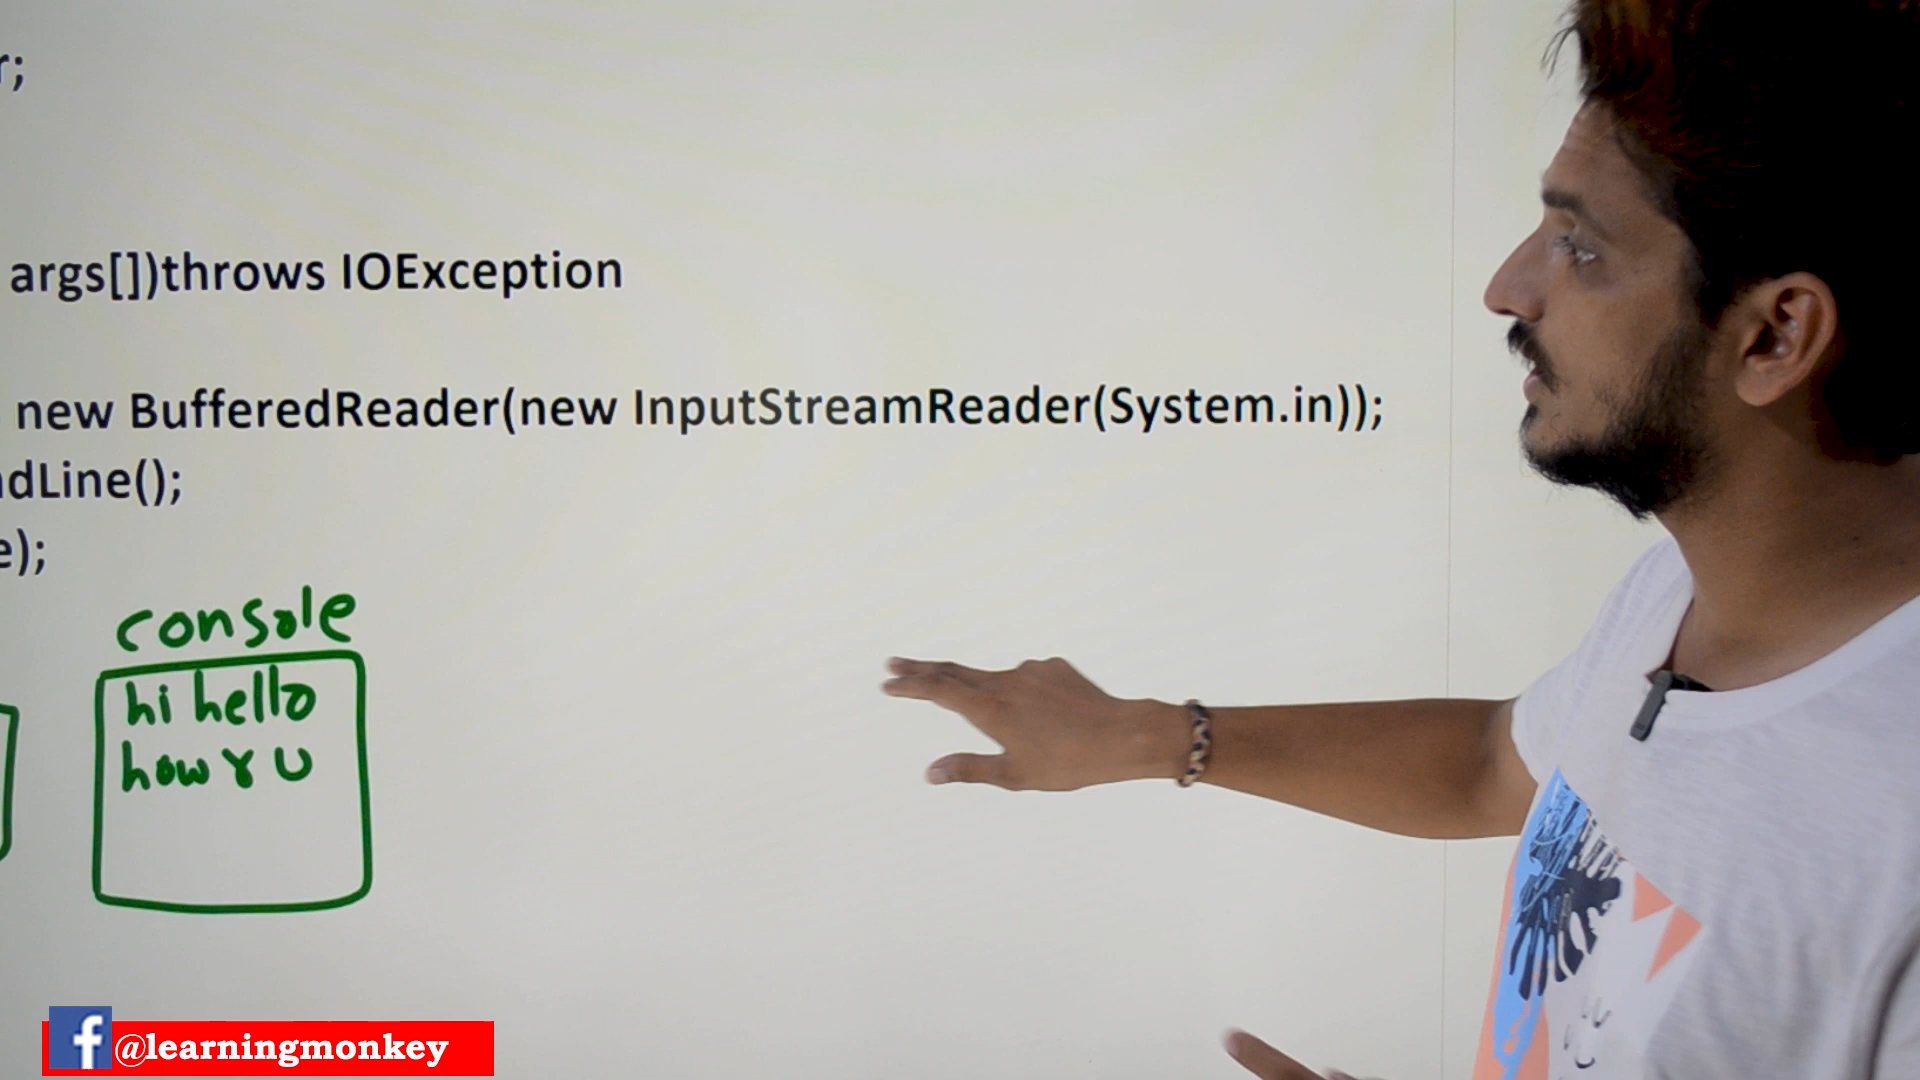 r;
args[])throws IOException
new BufferedReader(new InputStreamReader(System.in));
dLine();
e);
console
hi hello
how r u
f @learningmonkey